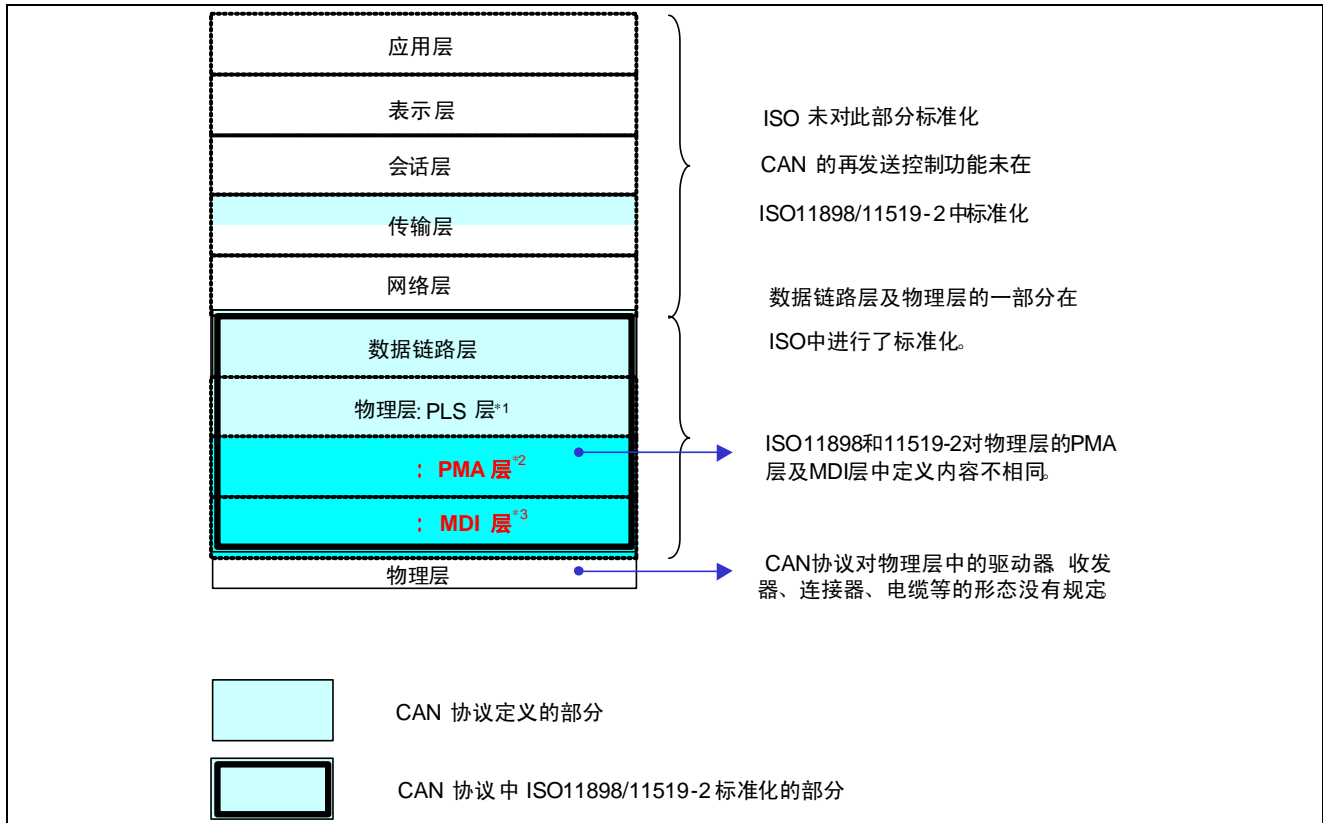 应用层
表示层
会话层
传输层
网络层
数据链路层
物理层: PLS 层*1
: PMA 层*2
: MDI 层*3
物理层
ISO 未对此部分标准化
CAN 的再发送控制功能未在
ISO11898/11519-2中标准化
数据链路层及物理层的一部分在
ISO中进行了标准化。
ISO11898和11519-2对物理层的PMA
层及MDI层中定义内容不相同。
CAN协议对物理层中的驱动器 收发
器、连接器、电缆等的形态没有规定
CAN 协议定义的部分
CAN 协议中 ISO11898/11519-2 标准化的部分